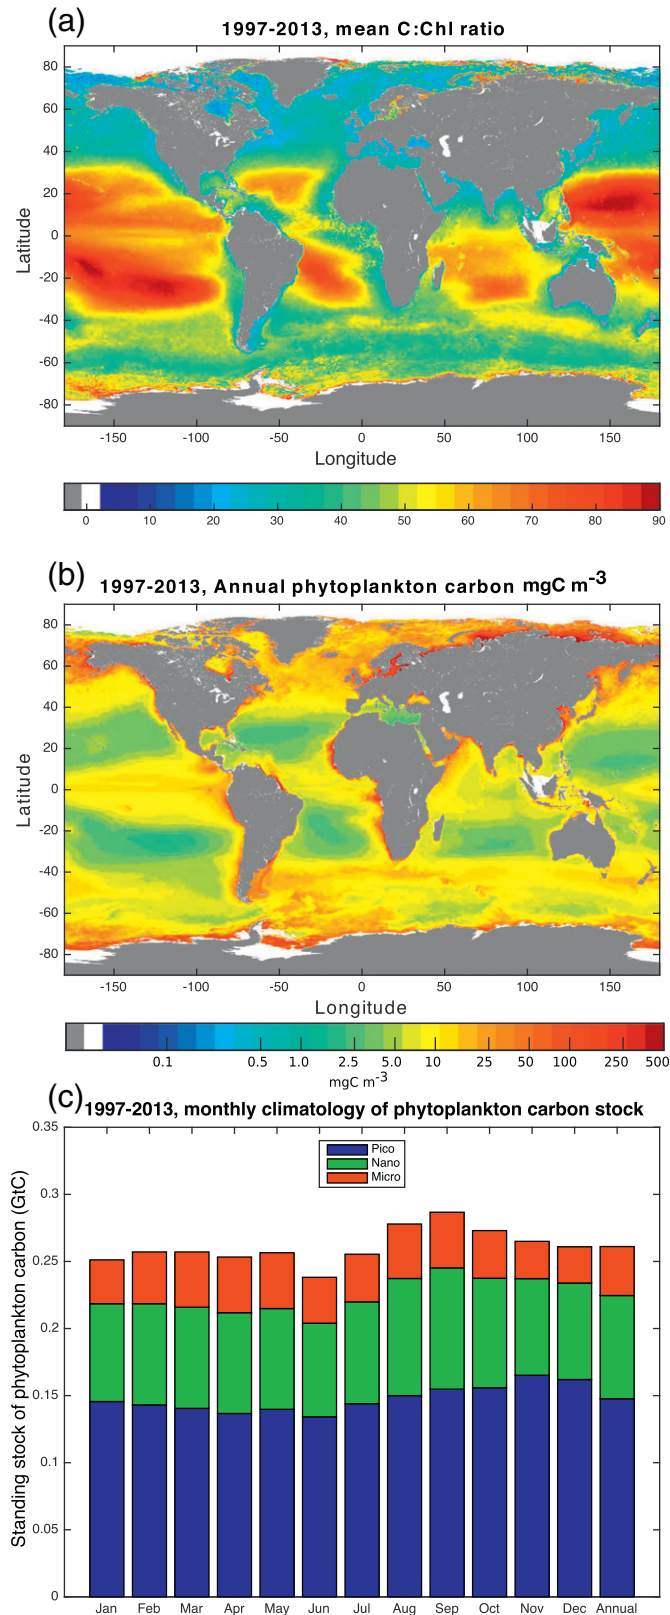 (a)
1997-2013, mean C:Chl ratio
80
60
40
20
0
-20
-40
-60
-80
Latitude
-150 -100 -50 0 50 100 150
Longitude
0 10 20 30 40 50 60 70 80 90
(b)
1997-2013, Annual phytoplankton carbon mgC m-3
80
60
40
20
0
-20
-40
-60
-80
Latitude
-150 -100 -50 0 50 100 150
Longitude
0.1 0.5 1.0 2.5 5.0 10 25 50 100 250 500
mgC m-3
(c)
1997-2013, monthly climatology of phytoplankton carbon stock
0.35
0.3
0.25
0.2
0.15
0.1
0.05
0
Standing stock of phytoplankton carbon (GtC)
Pico
Nano
Micro
Jan Feb Mar Apr May Jun Jul Aug Sep Oct Nov Dec Annual